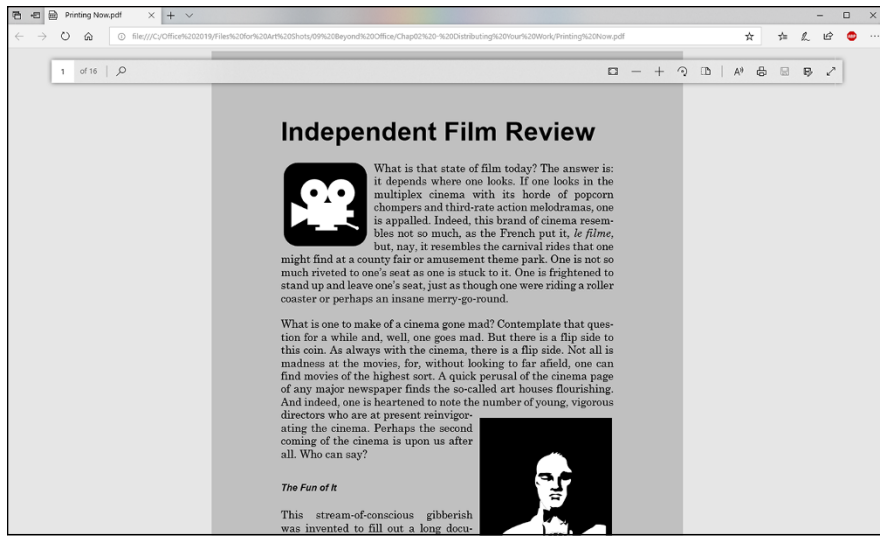 Printing Now.pdf
file:///C:/Office%202019/Files%20for%20Art%20Shots/09%20Beyond%20Office/Chap02%20-%20Distributing%20Your%20Work/Printing%20Now.pdf
1 of 16
Independent Film Review
What is that state of film today? The answer is:
it depends where one looks. If one looks in the
multiplex cinema with its horde of popcorn
chompers and third-rate action melodramas, one
is appalled. Indeed, this brand of cinema resem-
bles not so much, as the French put it, le filme,
but, nay, it resembles the carnival rides that one
might find at a county fair or amusement theme park. One is not so
much riveted to one's seat as one is stuck to it. One is frightened to
stand up and leave one's seat, just as though one were riding a roller
coaster or perhaps an insane merry-go-round.
What is one to make of a cinema gone mad? Contemplate that ques-
tion for a while and, well, one goes mad. But there is a flip side to
this coin. As always with the cinema, there is a flip side. Not all is
madness at the movies, for, without looking to far afield, one can
find movies of the highest sort. A quick perusal of the cinema page
of any major newspaper finds the so-called art houses flourishing.
And indeed, one is heartened to note the number of young, vigorous
directors who are at present reinvigor-
ating the cinema. Perhaps the second
coming of the cinema is upon us after
all. Who can say?
The Fun of It
This stream-of-conscious gibberish
was invented to fill out a long docu-